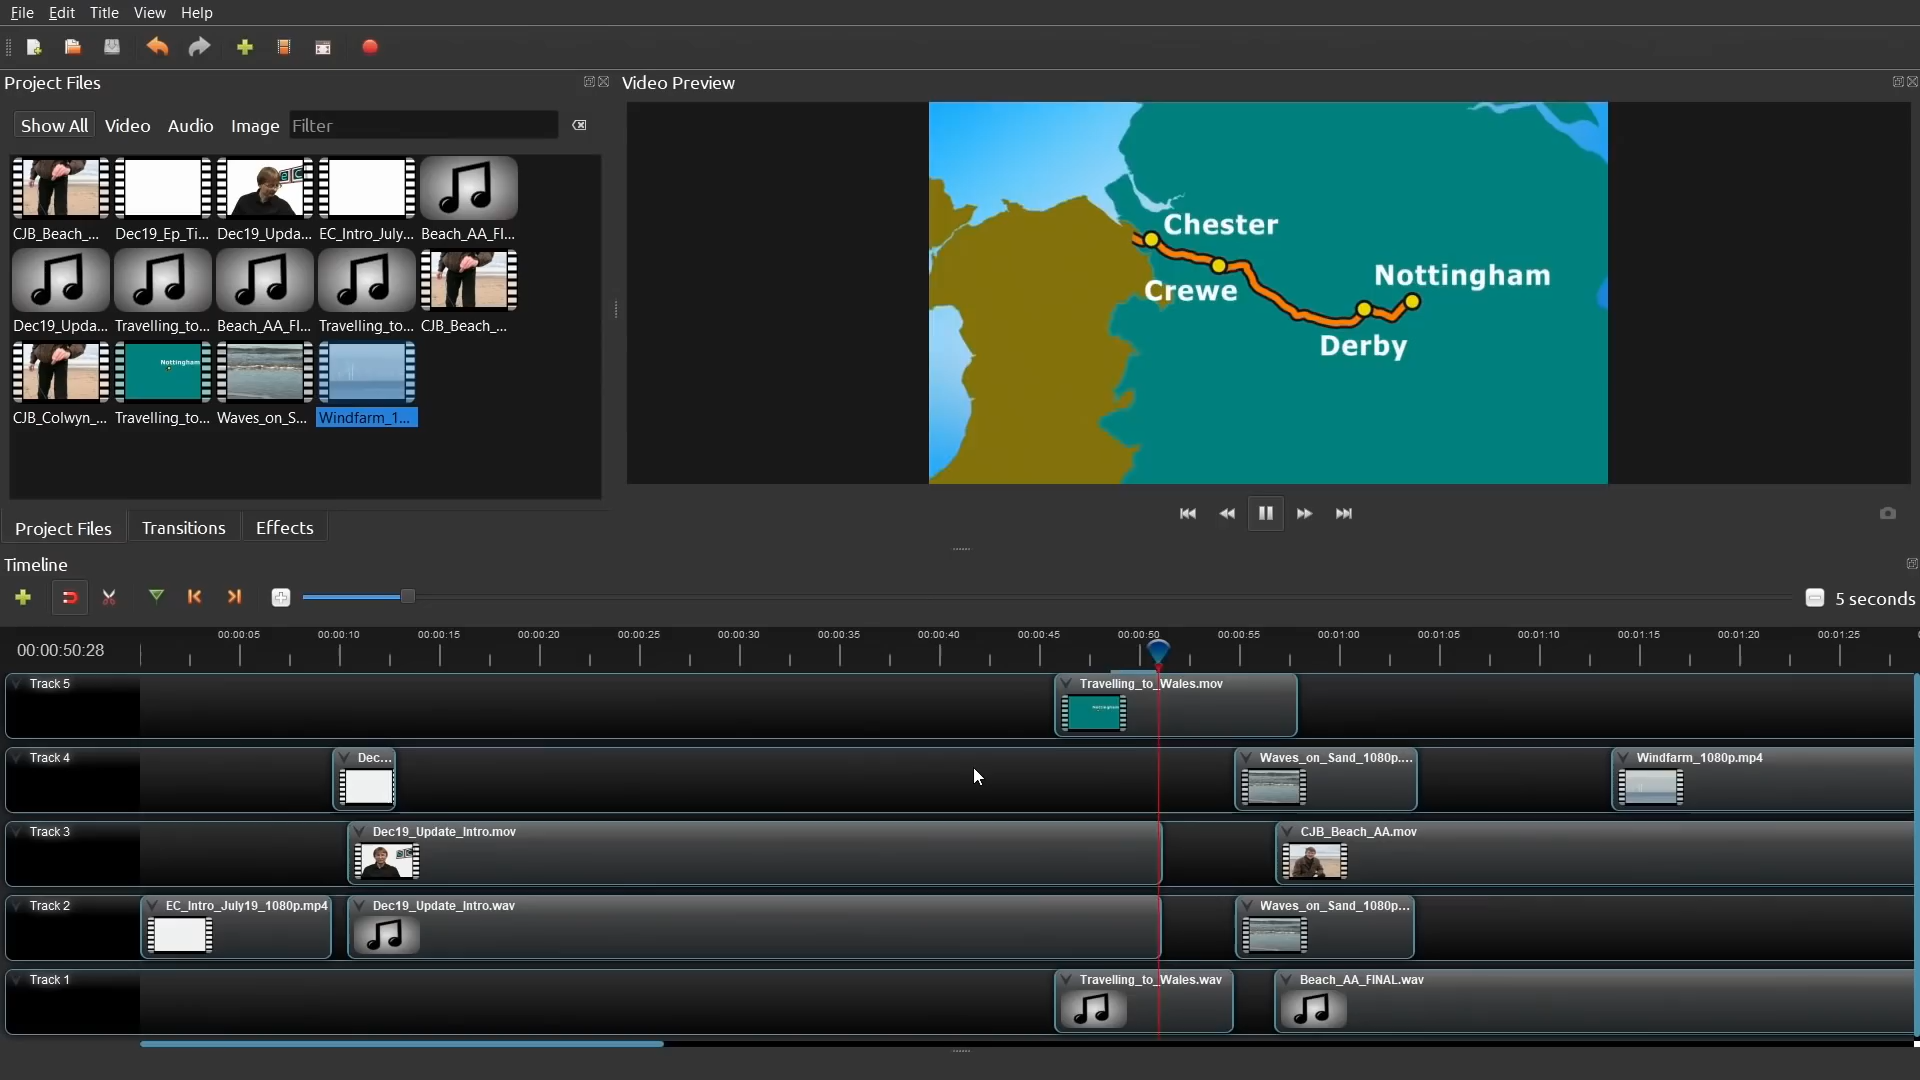 File Edit Title View Help
Project Files
Video Preview
Show All Video Audio Image Filter
CJB_Beach_... Dec19_Ep_Ti... Dec19_Upda... EC_Intro_July... Beach_AA_FI...
Dec19_Upda... Travelling_to... Beach_AA_FI... Travelling_to... CJB_Beach_...
Nottingham
CJB_Colwyn_... Travelling_to... Waves_on_S... Windfarm_1...
Chester
Nottingham
Crewe
Derby
Project Files Transitions Effects
Timeline
5 seconds
00:00:50:28
00:00:05 00:00:10 00:00:15 00:00:20 00:00:25 00:00:30 00:00:35 00:00:40 00:00:45 00:00:50 00:00:55 00:01:00 00:01:05 00:01:10 00:01:15 00:01:20 00:01:25
Track 5 Travelling_to_Wales.mov
Track 4 Dec... Waves_on_Sand_1080p.... Windfarm_1080p.mp4
Track 3 Dec19_Update_Intro.mov CJB_Beach_AA.mov
Track 2 EC_Intro_July19_1080p.mp4 Dec19_Update_Intro.wav Waves_on_Sand_1080p...
Track 1 Travelling_to_Wales.wav Beach_AA_FINAL.wav